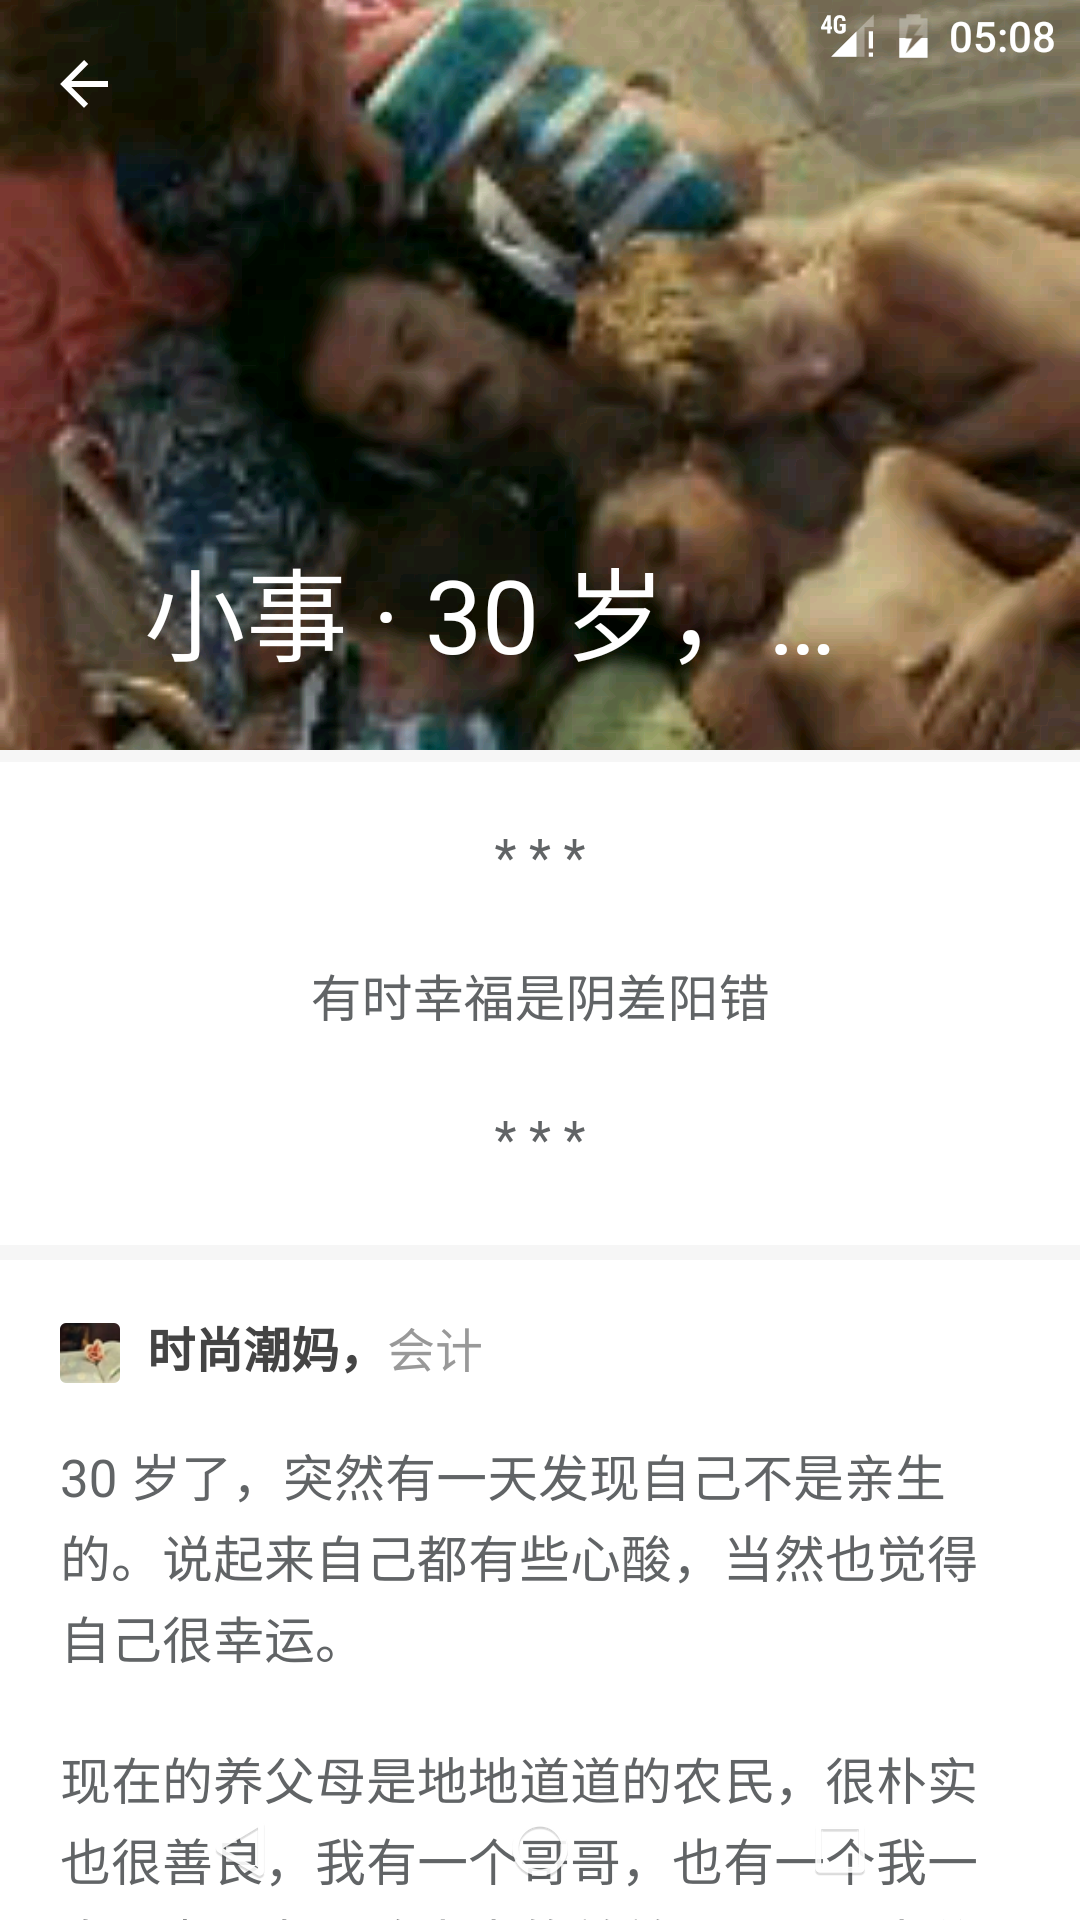 4G ! 05:08
小事 · 30 岁，...
* * *
有时幸福是阴差阳错
* * *
时尚潮妈，会计
30 岁了，突然有一天发现自己不是亲生
的。说起来自己都有些心酸，当然也觉得
自己很幸运。
现在的养父母是地地道道的农民，很朴实
也很善良，我有一个哥哥，也有一个我一